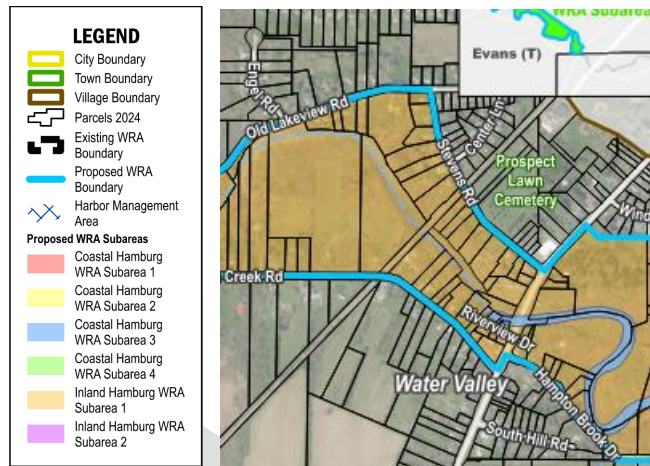 LEGEND
City Boundary
Town Boundary
Village Boundary
Parcels 2024
Existing WRA
Boundary
Proposed WRA
Boundary
Harbor Management
Area
Proposed WRA Subareas
Coastal Hamburg
WRA Subarea 1
Coastal Hamburg
WRA Subarea 2
Coastal Hamburg
WRA Subarea 3
Coastal Hamburg
WRA Subarea 4
Inland Hamburg WRA
Subarea 1
Inland Hamburg WRA
Subarea 2
WRA Subarea
Evans (T)
Engel Rd
Old Lakeview Rd
Center Ln
Stevens Rd
Prospect
Lawn
Cemetery
Wind
Creek Rd
Riverview Dr
Water Valley
Hampton Brook Dr
South Hill Rd